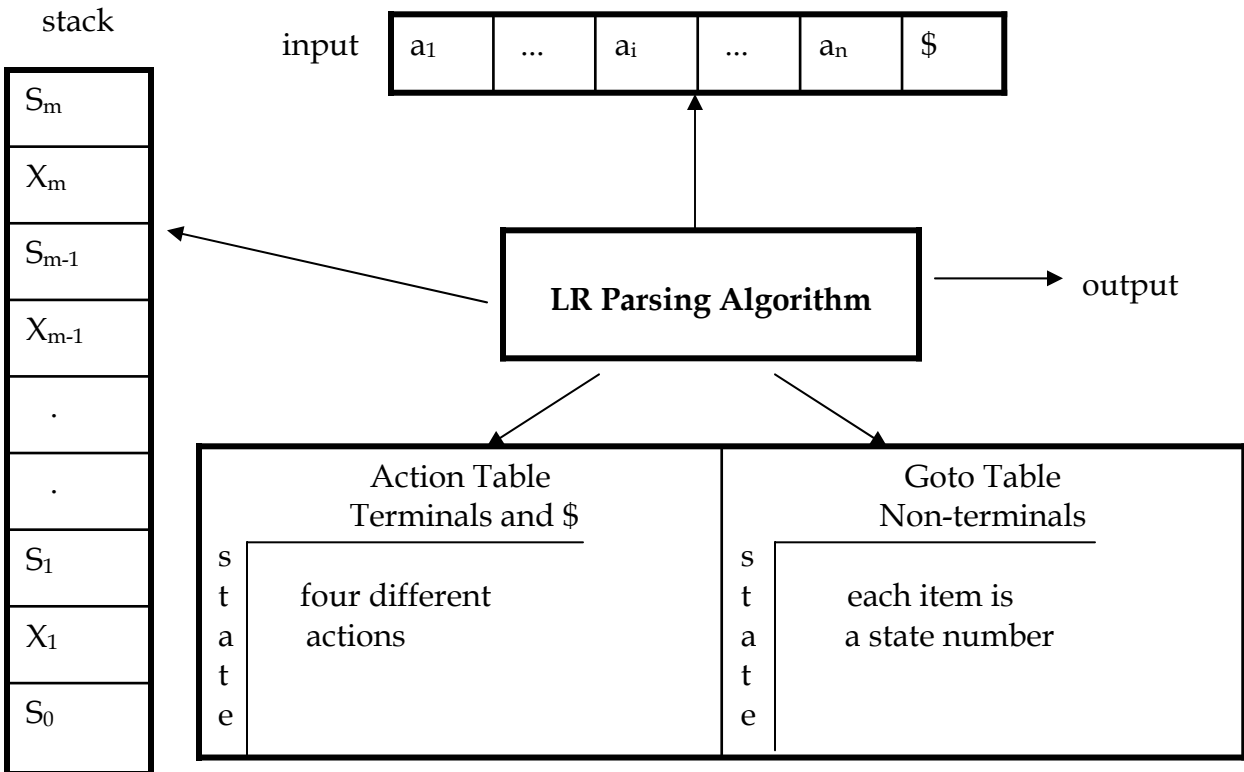 stack
input
a1 ... ai ... an $
Sm
Xm
Sm-1
Xm-1
.
.
S1
X1
S0
LR Parsing Algorithm
output
Action Table
Terminals and $
s
t
a
t
e
four different
actions
Goto Table
Non-terminals
s
t
a
t
e
each item is
a state number